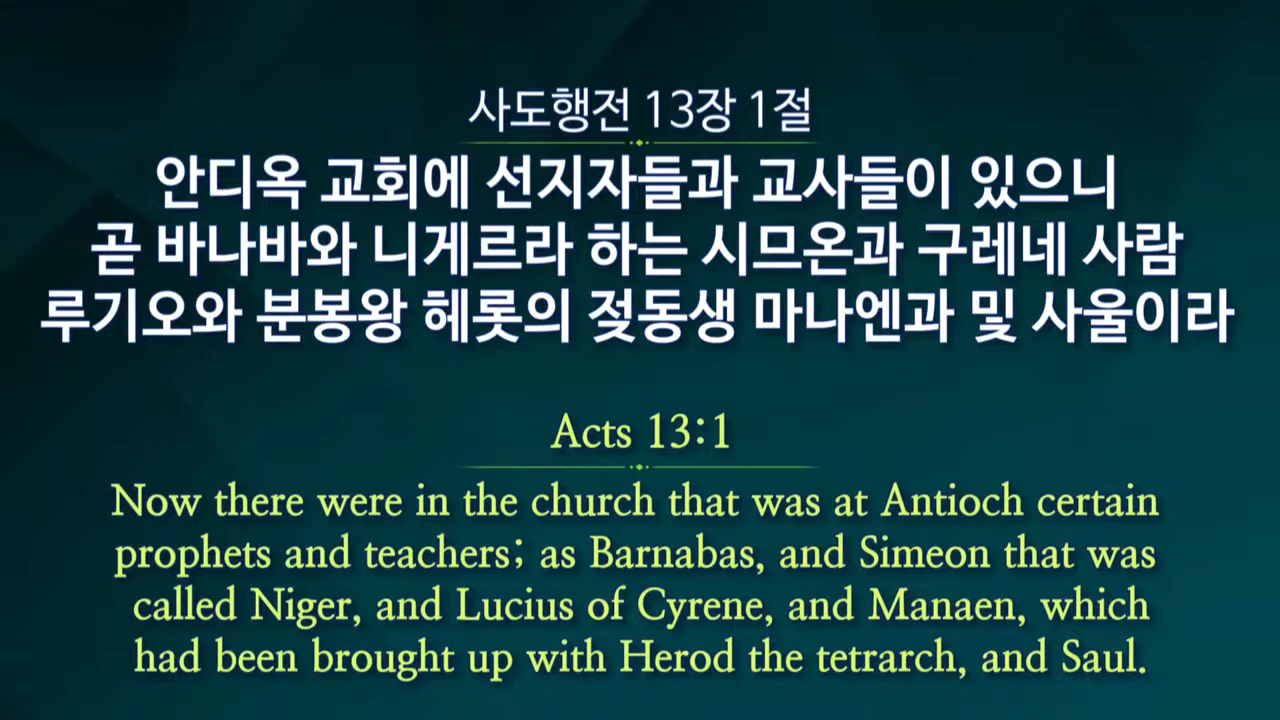 사도행전 13장 1절
안디옥 교회에 선지자들과 교사들이 있으니
곧 바나바와 니게르라 하는 시므온과 구레네 사람
루기오와 분봉왕 헤롯의 젖동생 마나엔과 및 사울이라
Acts 13:1
Now there were in the church that was at Antioch certain
prophets and teachers; as Barnabas, and Simeon that was
called Niger, and Lucius of Cyrene, and Manaen, which
had been brought up with Herod the tetrarch, and Saul.